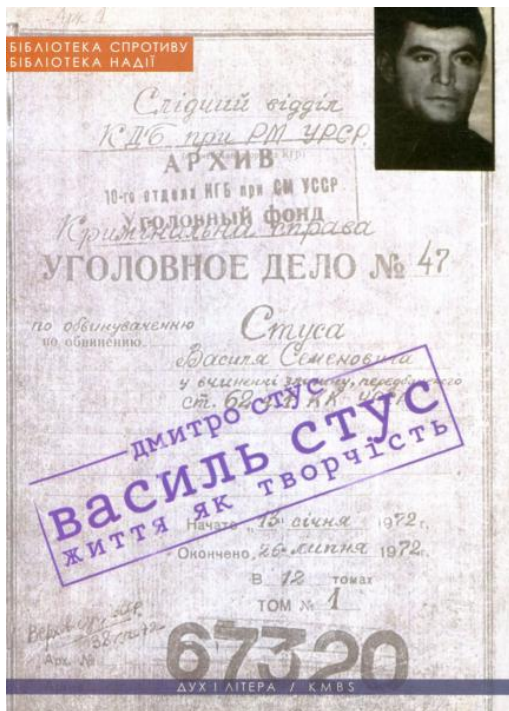 Арк 1
БІБЛІОТЕКА СПРОТИВУ
БІБЛІОТЕКА НАДІЇ
Слідчий відділ
КДБ при РМ УРСР.
АРХИВ
10-го отдела КГБ при СМ УССР
Уголовный фонд
Кримінальна справа
УГОЛОВНОЕ ДЕЛО № 47
по обвинуваченню
по обвинению
Стуса
Василя Семеновича
у вчиненні злочину, передбаченого
ст. 62 КК УРСР
ДМИТРО СТУС
ВАСИЛЬ СТУС
ЖИТТЯ ЯК ТВОРЧІСТЬ
Начато „13" січня 1972 г.
Окончено „26" липня 1972 г.
В 12 томах
ТОМ № 1
Арх. №
67320
ДУХ І ЛІТЕРА / KMBS